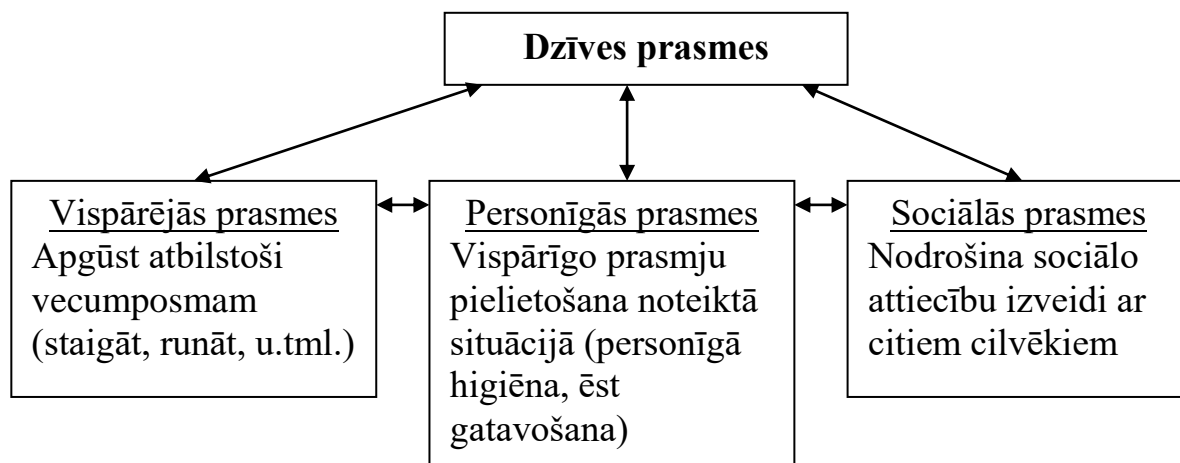 Dzīves prasmes
Vispārējās prasmes
Apgūst atbilstoši
vecumposmam
(staigāt, runāt, u.tml.)
Personīgās prasmes
Vispārīgo prasmju
pielietošana noteiktā
situācijā (personīgā
higiēna, ēst
gatavošana)
Sociālās prasmes
Nodrošina sociālo
attiecību izveidi ar
citiem cilvēkiem